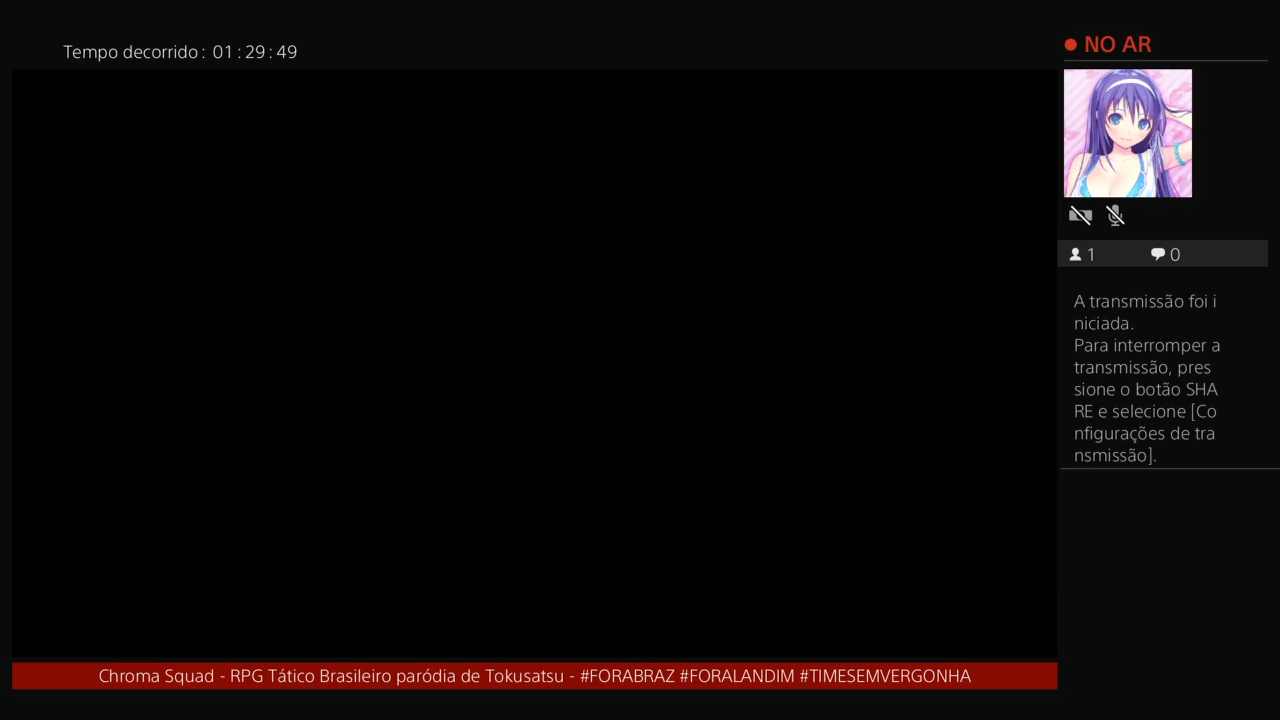 Tempo decorrido : 01 : 29 : 49
NO AR
1 0
A transmissão foi i
niciada.
Para interromper a
transmissão, pres
sione o botão SHA
RE e selecione [Co
nfigurações de tra
nsmissão].
Chroma Squad - RPG Tático Brasileiro paródia de Tokusatsu - #FORABRAZ #FORALANDIM #TIMESEMVERGONHA